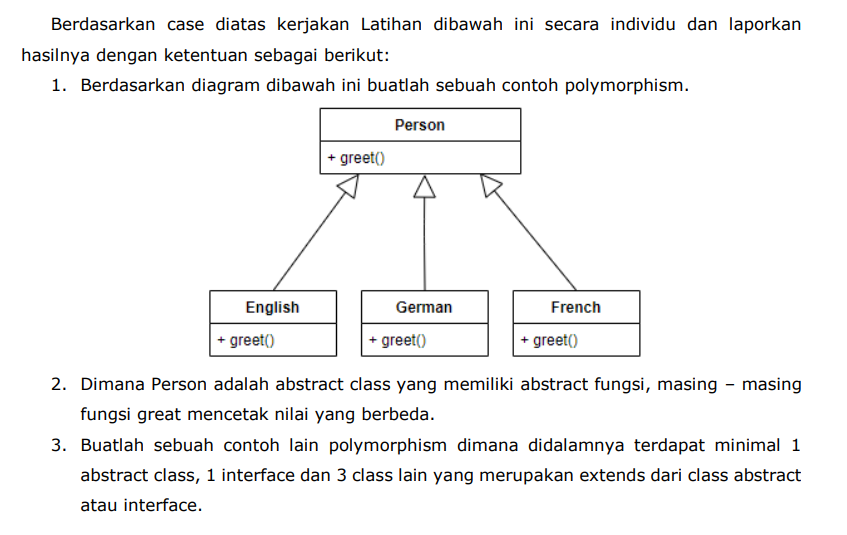 Berdasarkan case diatas kerjakan Latihan dibawah ini secara individu dan laporkan
hasilnya dengan ketentuan sebagai berikut:
1. Berdasarkan diagram dibawah ini buatlah sebuah contoh polymorphism.
Person
+ greet()
English
+ greet()
German
+ greet()
French
+ greet()
2. Dimana Person adalah abstract class yang memiliki abstract fungsi, masing – masing
fungsi great mencetak nilai yang berbeda.
3. Buatlah sebuah contoh lain polymorphism dimana didalamnya terdapat minimal 1
abstract class, 1 interface dan 3 class lain yang merupakan extends dari class abstract
atau interface.